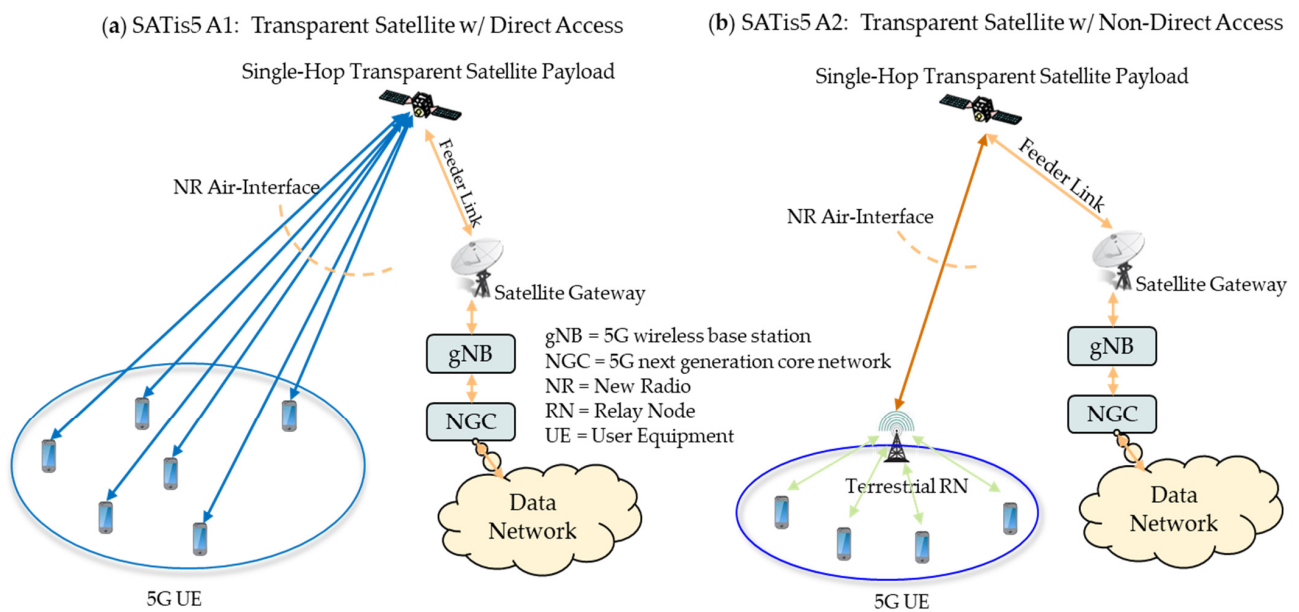 (a) SATis5 A1: Transparent Satellite w/ Direct Access
Single-Hop Transparent Satellite Payload
NR Air-Interface
Feeder Link
Satellite Gateway
gNB
NGC
Data
Network
5G UE
gNB = 5G wireless base station
NGC = 5G next generation core network
NR = New Radio
RN = Relay Node
UE = User Equipment
(b) SATis5 A2: Transparent Satellite w/ Non-Direct Access
Single-Hop Transparent Satellite Payload
NR Air-Interface
Feeder Link
Satellite Gateway
gNB
NGC
Data
Network
Terrestrial RN
5G UE